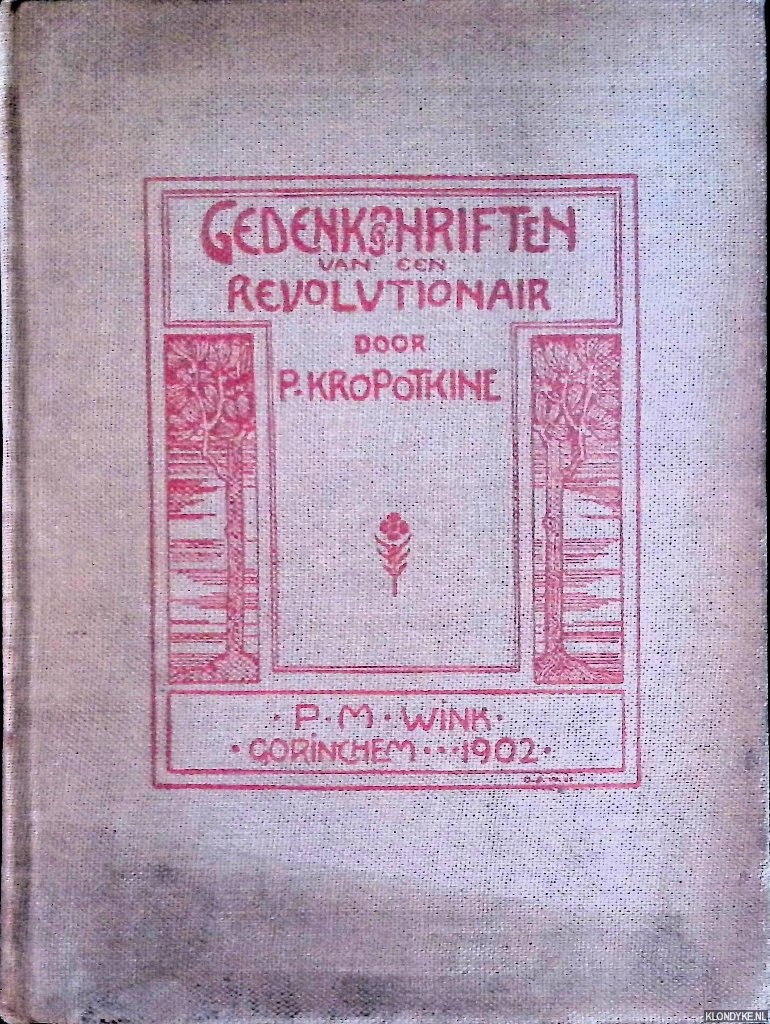 GEDENKSCHRIFTEN
VAN EEN
REVOLUTIONAIR
DOOR
P. KROPOTKINE
· P · M · WINK ·
· GORINCHEM · · · 1902 ·
KLONDYKE.NL